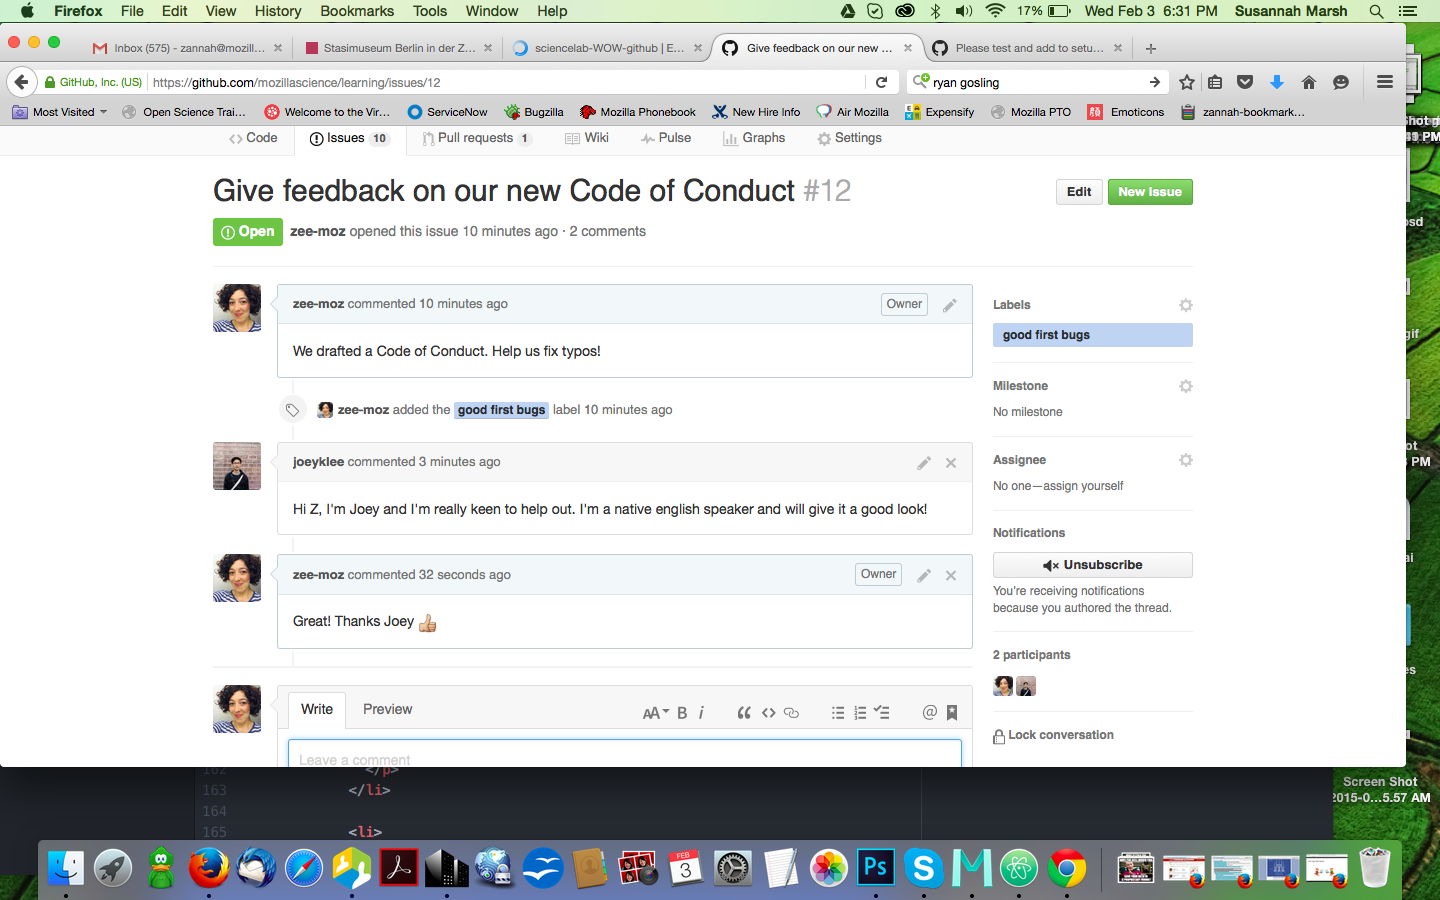 Firefox File Edit View History Bookmarks Tools Window Help 17% Wed Feb 3 6:31 PM Susannah Marsh
Inbox (575) - zannah@mozill... Stasimuseum Berlin in der Z... sciencelab-WOW-github | E... Give feedback on our new ... Please test and add to setu...
GitHub, Inc. (US) https://github.com/mozillascience/learning/issues/12 ryan gosling
Most Visited Open Science Trai... Welcome to the Vir... ServiceNow Bugzilla Mozilla Phonebook New Hire Info Air Mozilla Expensify Mozilla PTO Emoticons zannah-bookmark...
Code Issues 10 Pull requests 1 Wiki Pulse Graphs Settings
Give feedback on our new Code of Conduct #12
Edit New Issue
Open zee-moz opened this issue 10 minutes ago · 2 comments
zee-moz commented 10 minutes ago Owner
We drafted a Code of Conduct. Help us fix typos!
zee-moz added the good first bugs label 10 minutes ago
joeyklee commented 3 minutes ago
Hi Z, I'm Joey and I'm really keen to help out. I'm a native english speaker and will give it a good look!
zee-moz commented 32 seconds ago Owner
Great! Thanks Joey 👍
Write Preview AA B i @
Leave a comment
Labels
good first bugs
Milestone
No milestone
Assignee
No one—assign yourself
Notifications
Unsubscribe
You're receiving notifications
because you authored the thread.
2 participants
Lock conversation
162 </p>
163 </li>
164
165 <li>
Screen Shot
2015-0...5.57 AM
FEB
3
Ps